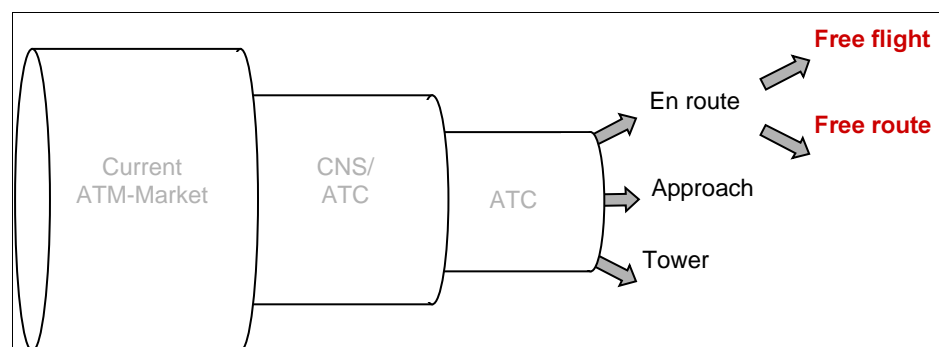 Current
ATM-Market
CNS/
ATC
ATC
En route
Approach
Tower
Free flight
Free route